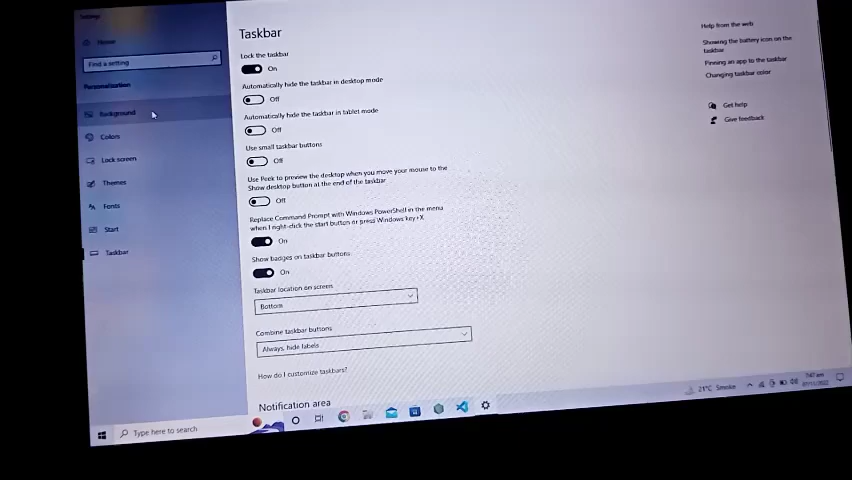 Settings
Home
Find a setting
Personalization
Background
Colors
Lock screen
Themes
Fonts
Start
Taskbar
Taskbar
Lock the taskbar
On
Automatically hide the taskbar in desktop mode
Off
Automatically hide the taskbar in tablet mode
Off
Use small taskbar buttons
Off
Use Peek to preview the desktop when you move your mouse to the
Show desktop button at the end of the taskbar
Off
Replace Command Prompt with Windows PowerShell in the menu
when I right-click the start button or press Windows key+X
On
Show badges on taskbar buttons
On
Taskbar location on screen
Bottom
Combine taskbar buttons
Always, hide labels
How do I customize taskbars?
Notification area
Help from the web
Showing the battery icon on the
taskbar
Pinning an app to the taskbar
Changing taskbar color
Get help
Give feedback
Type here to search
21°C Smoke
7:47 am